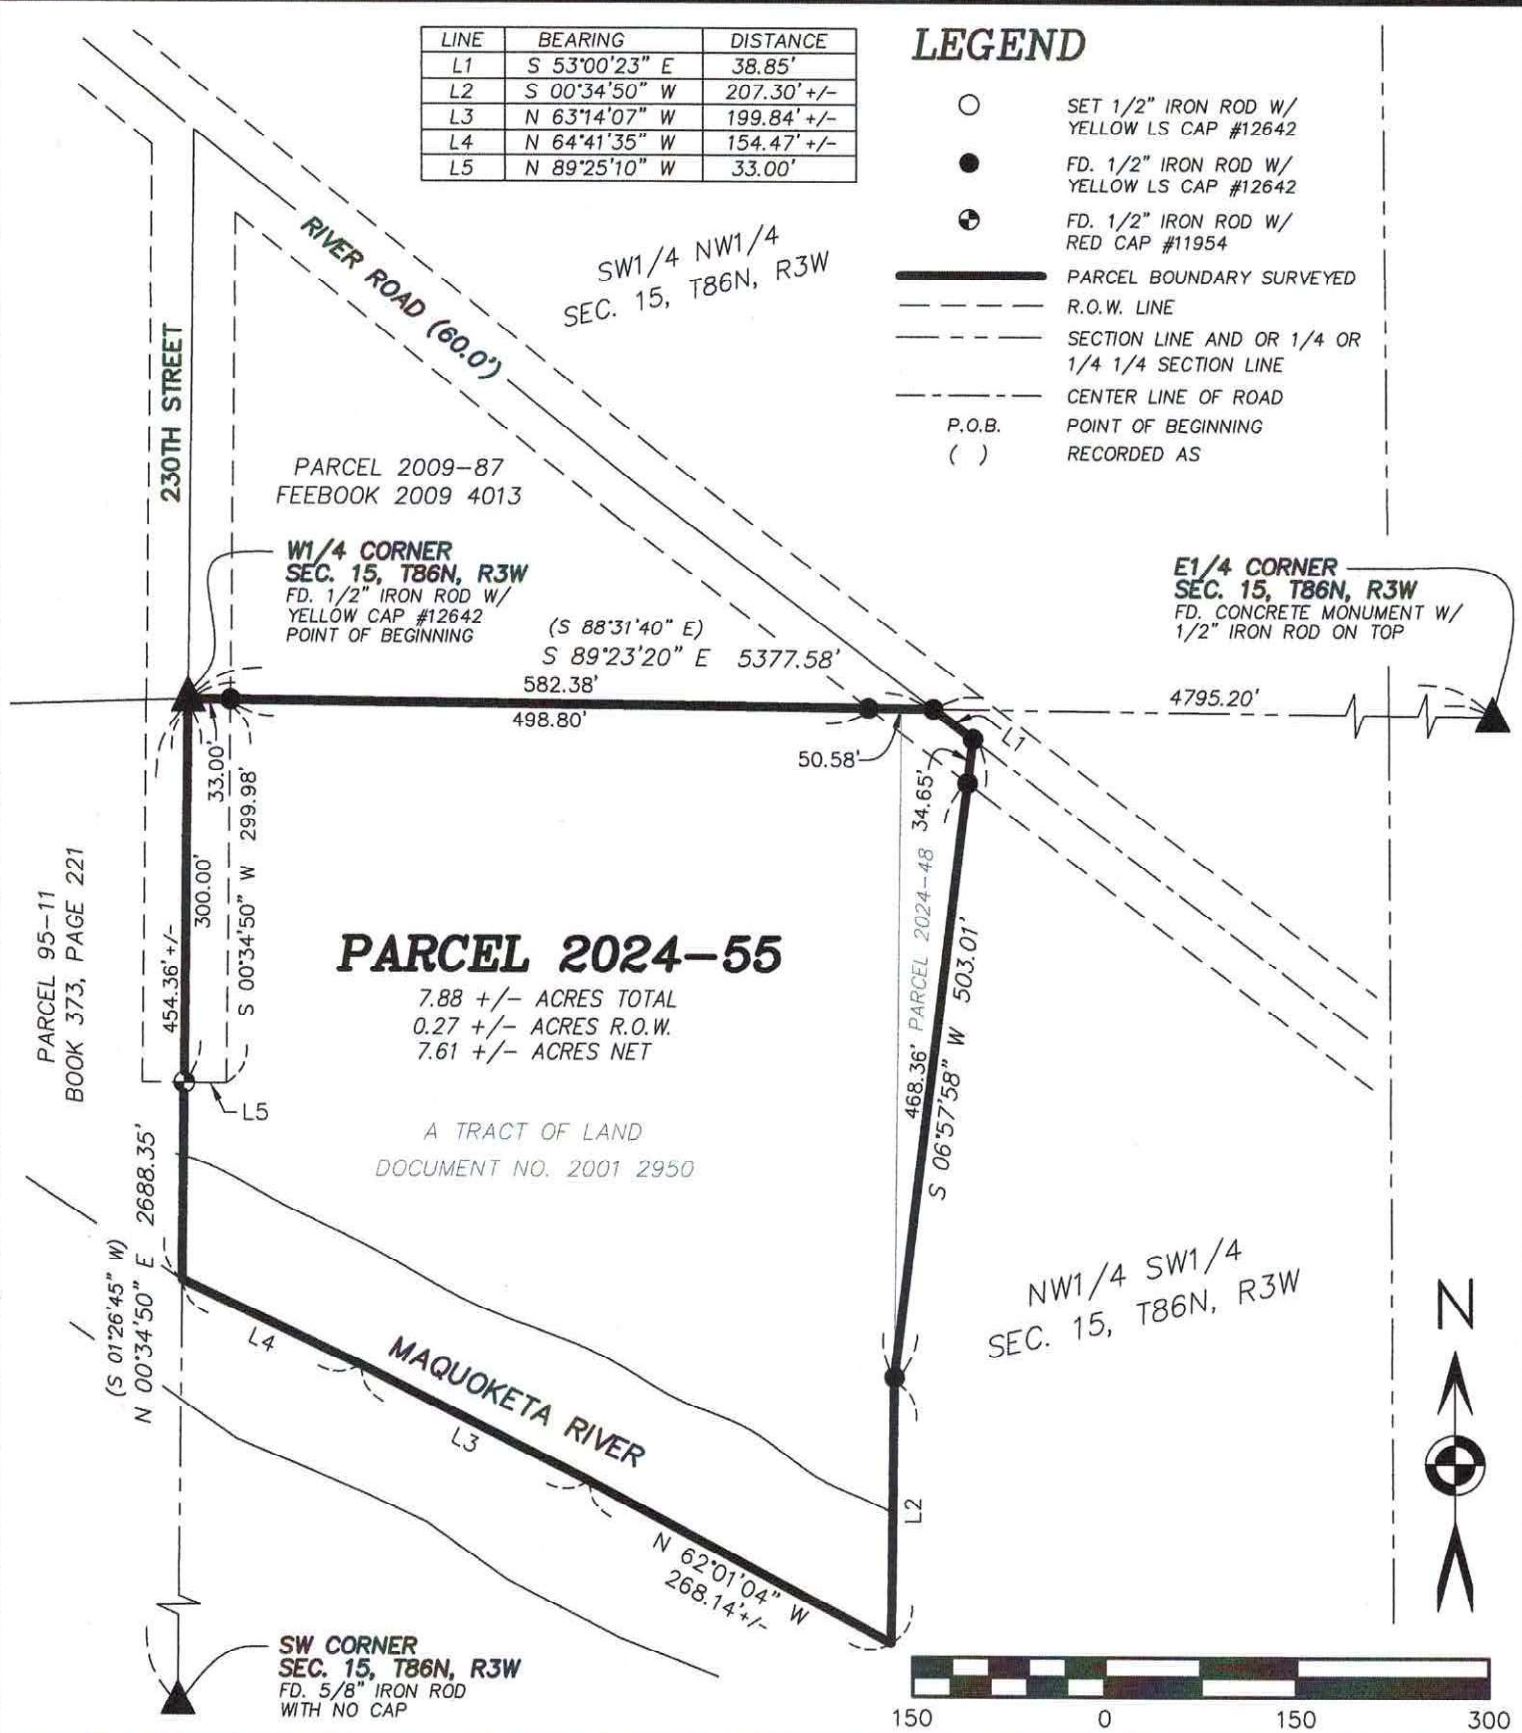 LINE BEARING DISTANCE
L1 S 53°00'23" E 38.85'
L2 S 00°34'50" W 207.30'+/-
L3 N 63°14'07" W 199.84'+/-
L4 N 64°41'35" W 154.47'+/-
L5 N 89°25'10" W 33.00'
LEGEND
SET 1/2" IRON ROD W/
YELLOW LS CAP #12642
FD. 1/2" IRON ROD W/
YELLOW LS CAP #12642
FD. 1/2" IRON ROD W/
RED CAP #11954
PARCEL BOUNDARY SURVEYED
R.O.W. LINE
SECTION LINE AND OR 1/4 OR
1/4 1/4 SECTION LINE
CENTER LINE OF ROAD
P.O.B. POINT OF BEGINNING
( ) RECORDED AS
RIVER ROAD (60.0')
SW1/4 NW1/4
SEC. 15, T86N, R3W
230TH STREET
PARCEL 2009-87
FEEBOOK 2009 4013
W1/4 CORNER
SEC. 15, T86N, R3W
FD. 1/2" IRON ROD W/
YELLOW CAP #12642
POINT OF BEGINNING
E1/4 CORNER
SEC. 15, T86N, R3W
FD. CONCRETE MONUMENT W/
1/2" IRON ROD ON TOP
(S 88°31'40" E)
S 89°23'20" E 5377.58'
582.38'
498.80'
4795.20'
50.58'
L1
34.65'
33.00'
300.00'
S 00°34'50" W 299.98'
454.36'+/-
PARCEL 95-11
BOOK 373, PAGE 221
PARCEL 2024-55
7.88 +/- ACRES TOTAL
0.27 +/- ACRES R.O.W.
7.61 +/- ACRES NET
468.36'
PARCEL 2024-48
S 06°57'58" W 503.01'
L5
A TRACT OF LAND
DOCUMENT NO. 2001 2950
(S 01°26'45" W)
N 00°34'50" E 2688.35'
NW1/4 SW1/4
SEC. 15, T86N, R3W
N
L4
MAQUOKETA RIVER
L3
L2
N 62°01'04" W
268.14'+/-
SW CORNER
SEC. 15, T86N, R3W
FD. 5/8" IRON ROD
WITH NO CAP
150 0 150 300